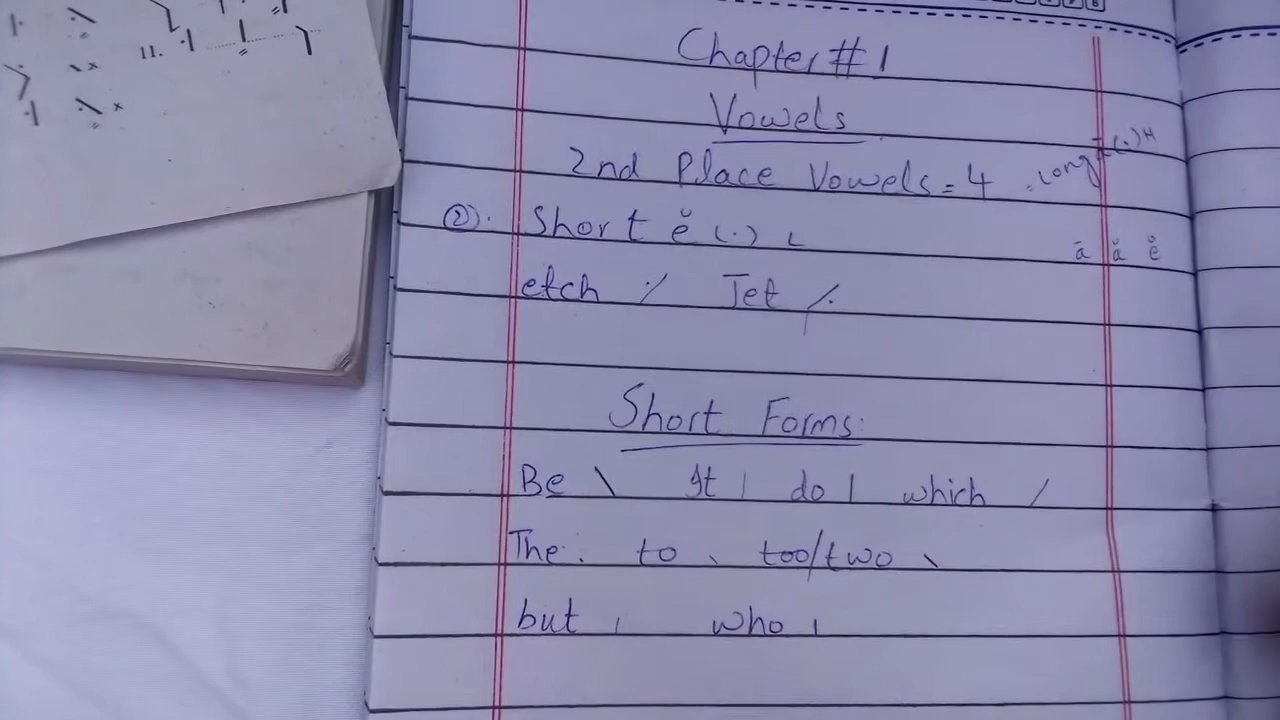 11.
Chapter # 1
Vowels
2nd Place Vowels = 4
② Short ĕ (.)
ā ă ĕ
etch Jet
Short Forms:
Be \ It | do | which /
The . to \ too/two \
but | who |